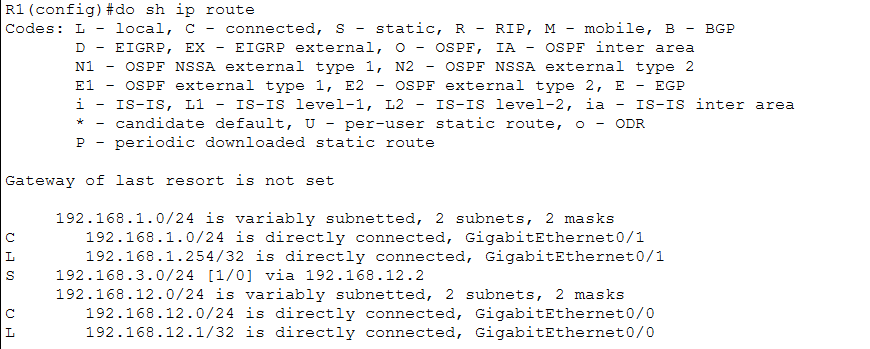 R1(config)#do sh ip route
Codes: L - local, C - connected, S - static, R - RIP, M - mobile, B - BGP
       D - EIGRP, EX - EIGRP external, O - OSPF, IA - OSPF inter area
       N1 - OSPF NSSA external type 1, N2 - OSPF NSSA external type 2
       E1 - OSPF external type 1, E2 - OSPF external type 2, E - EGP
       i - IS-IS, L1 - IS-IS level-1, L2 - IS-IS level-2, ia - IS-IS inter area
       * - candidate default, U - per-user static route, o - ODR
       P - periodic downloaded static route

Gateway of last resort is not set

     192.168.1.0/24 is variably subnetted, 2 subnets, 2 masks
C       192.168.1.0/24 is directly connected, GigabitEthernet0/1
L       192.168.1.254/32 is directly connected, GigabitEthernet0/1
S    192.168.3.0/24 [1/0] via 192.168.12.2
     192.168.12.0/24 is variably subnetted, 2 subnets, 2 masks
C       192.168.12.0/24 is directly connected, GigabitEthernet0/0
L       192.168.12.1/32 is directly connected, GigabitEthernet0/0